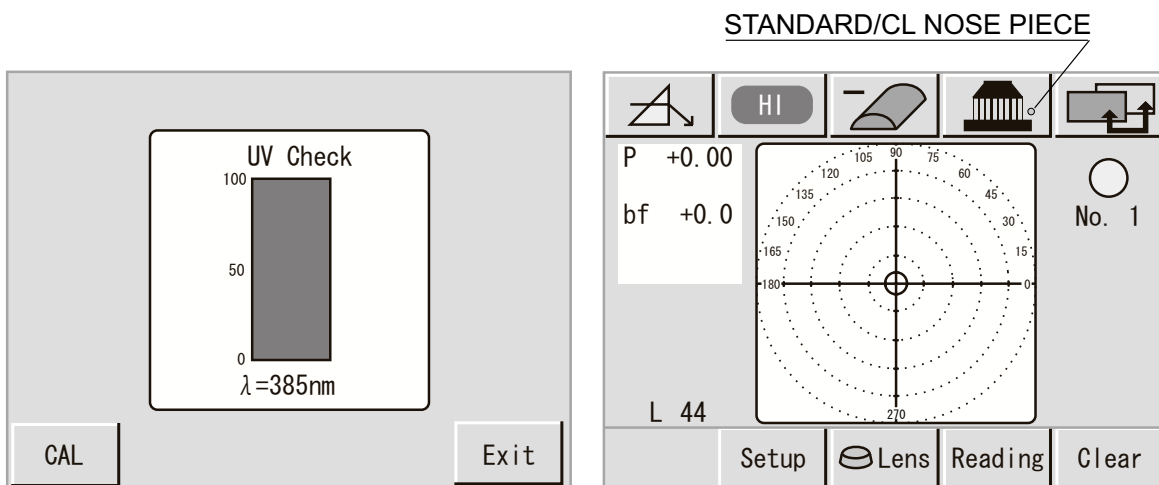 STANDARD/CL NOSE PIECE
UV Check
100
50
0
λ=385nm
CAL
Exit
HI
P +0.00
bf +0.0
105 90 75
120 60
135 45
150 30
165 15
180 0
270
No. 1
L 44
Setup
Lens
Reading
Clear